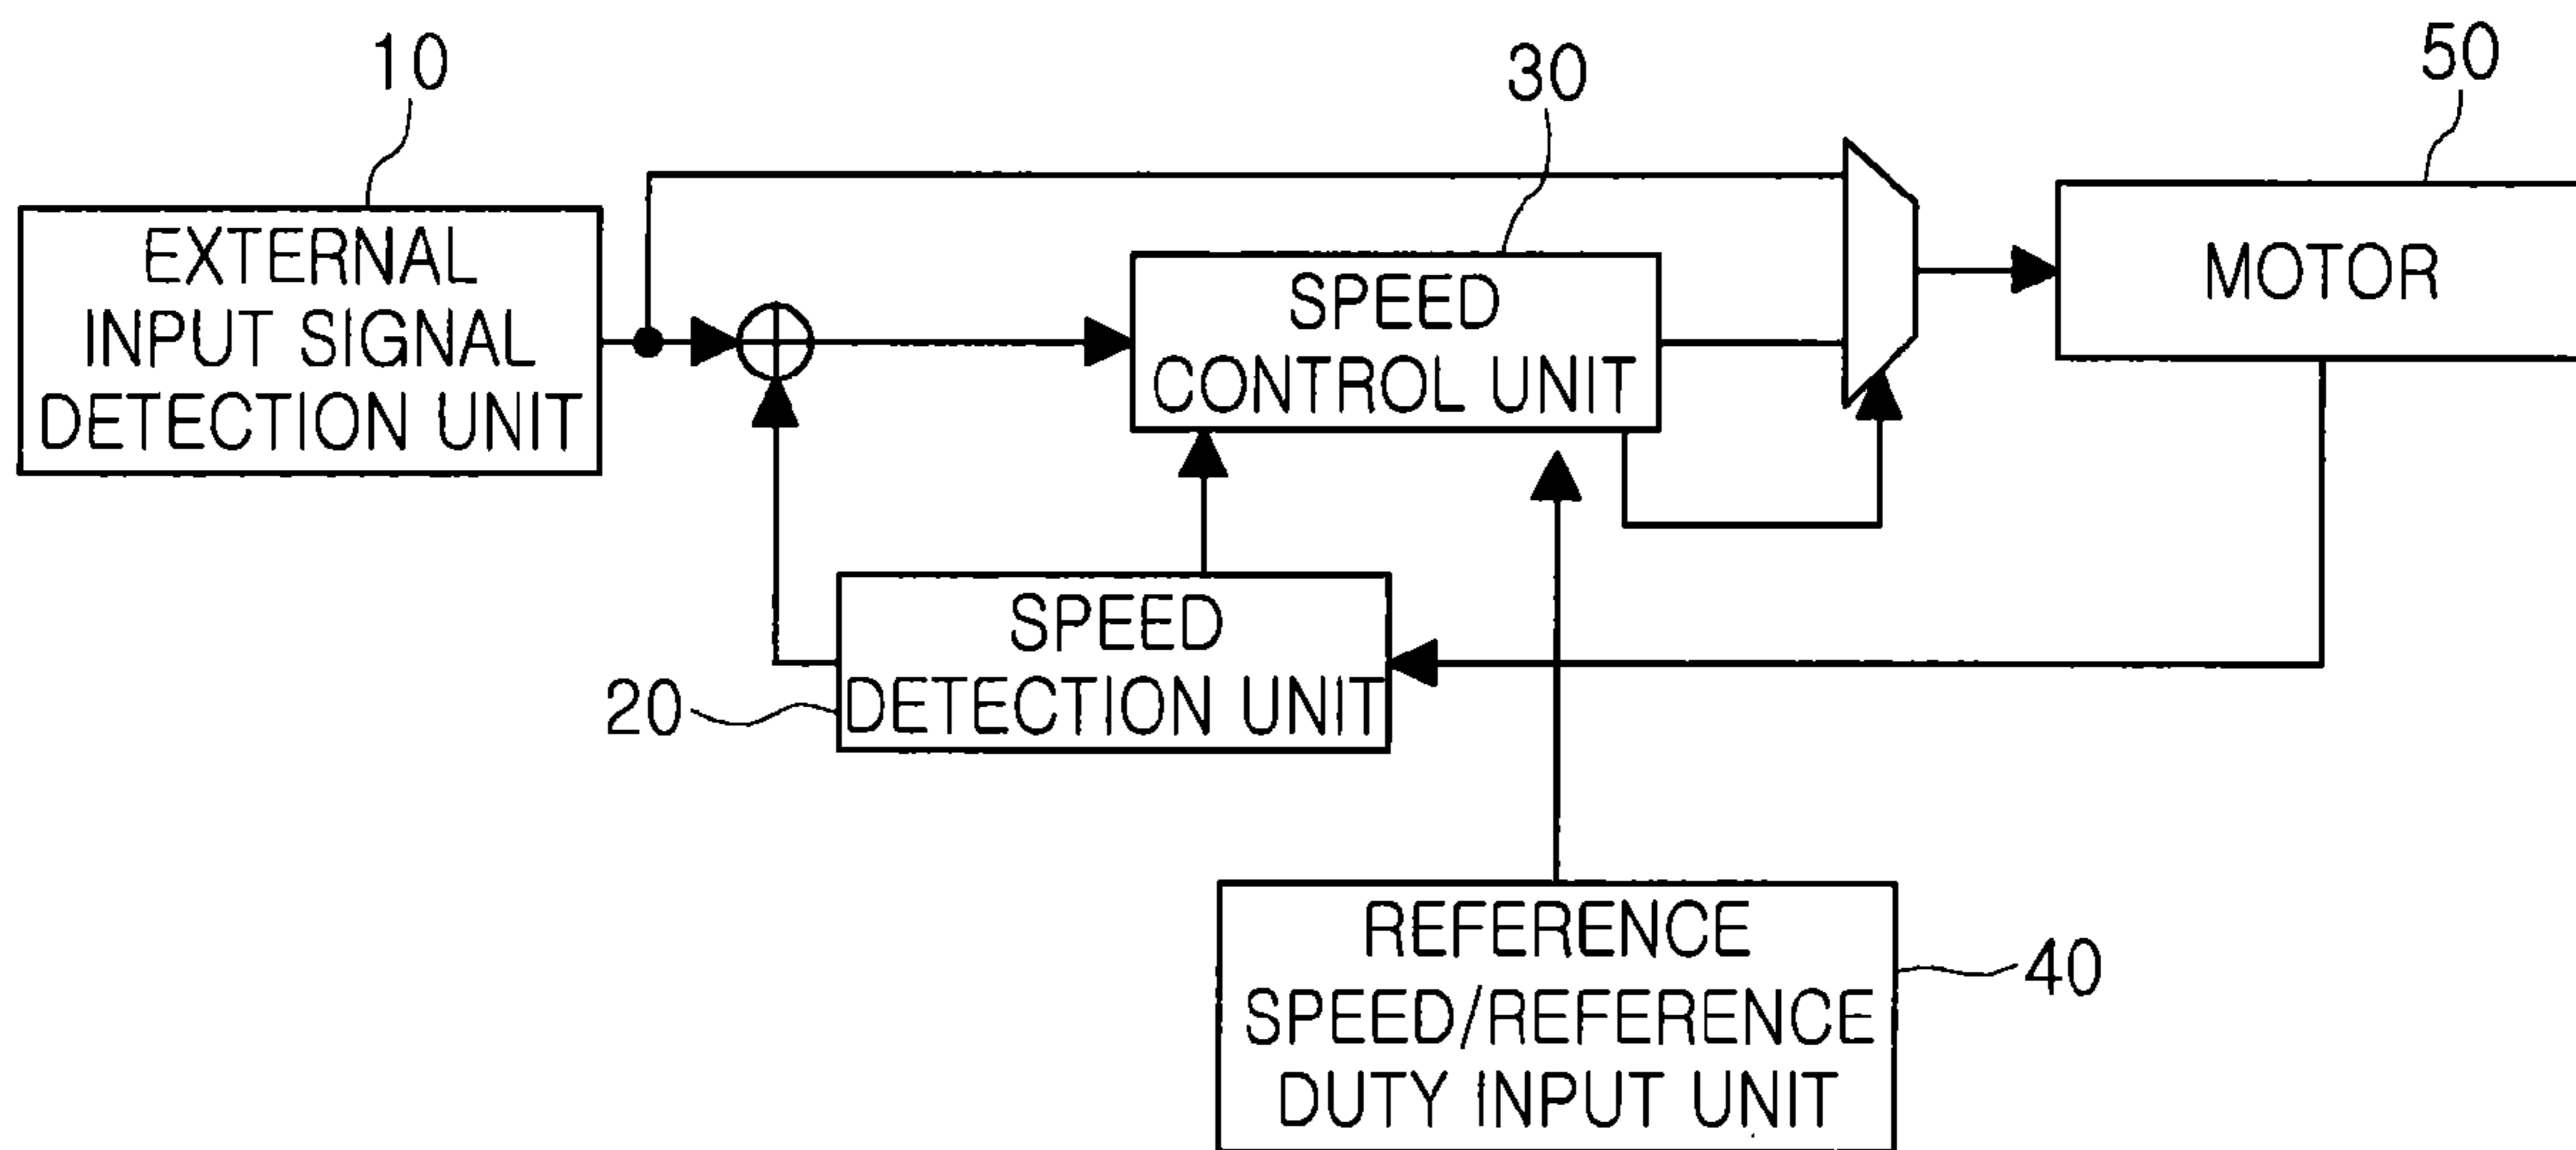 10
30
50
EXTERNAL
INPUT SIGNAL
DETECTION UNIT
SPEED
CONTROL UNIT
MOTOR
SPEED
DETECTION UNIT
20
REFERENCE
SPEED/REFERENCE
DUTY INPUT UNIT
40